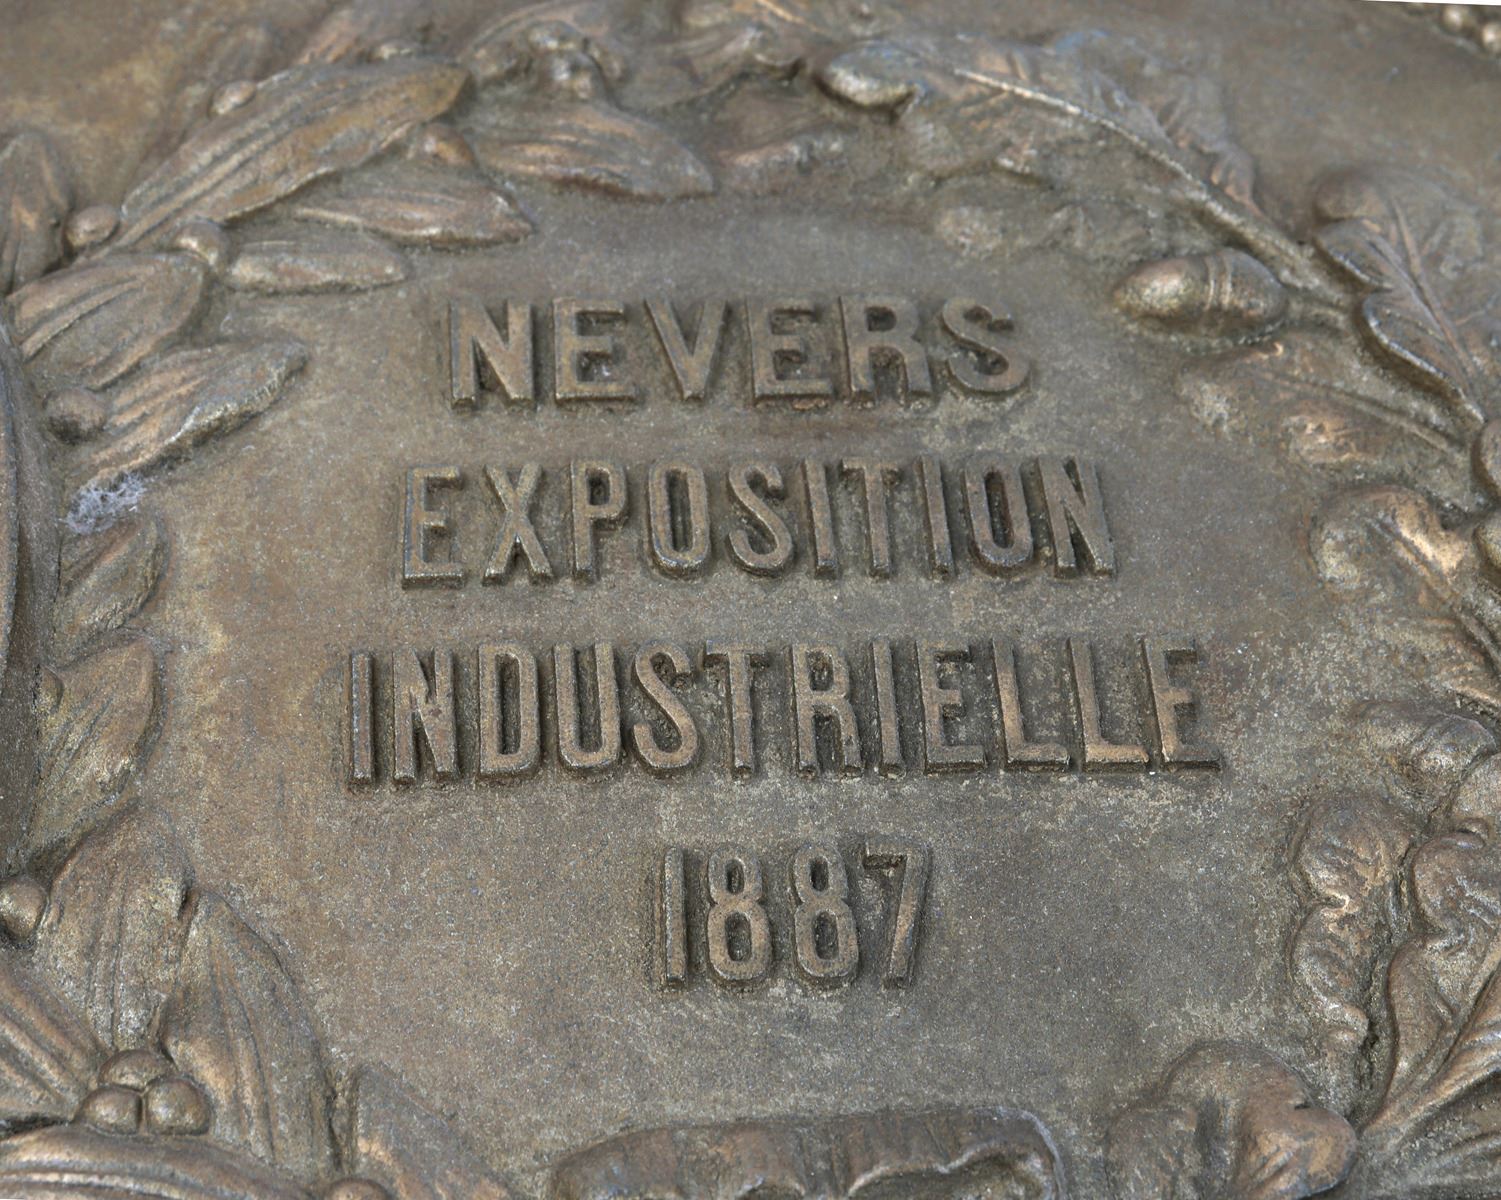 NEVERS
EXPOSITION
INDUSTRIELLE
1887